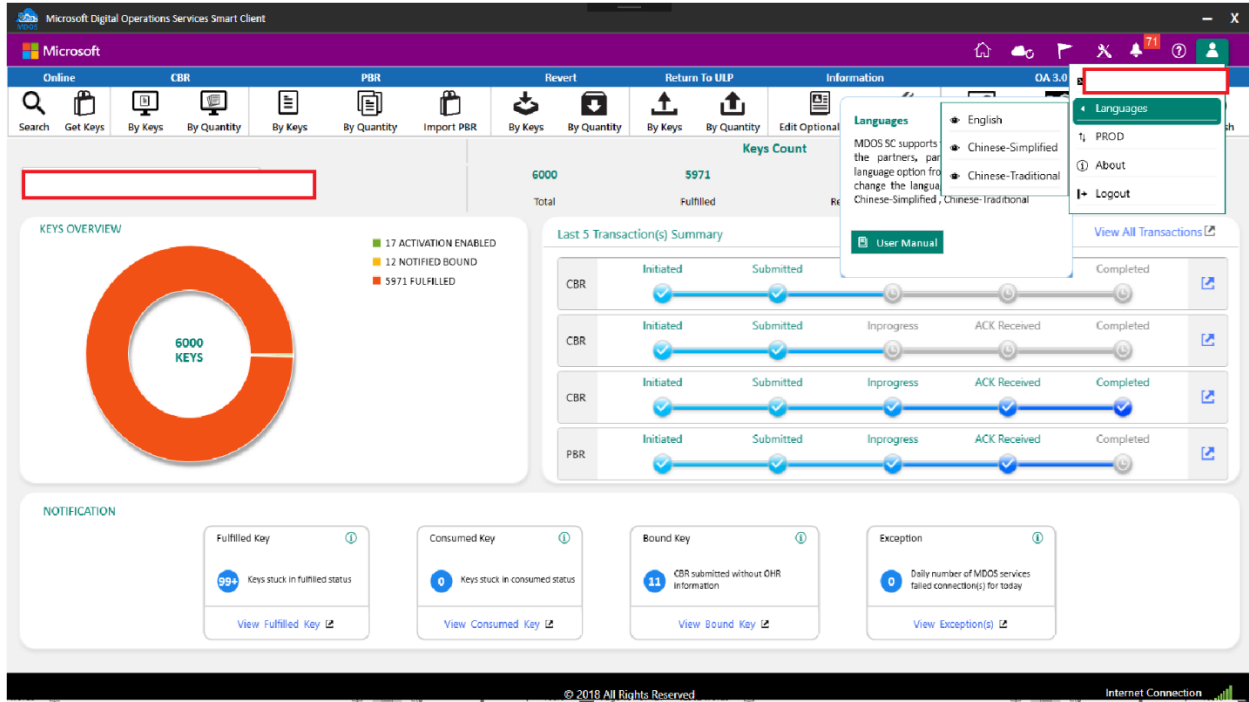 MDOS
Microsoft Digital Operations Services Smart Client
— X
Microsoft
71
Online CBR PBR Revert Return To ULP Information OA 3.0
Search Get Keys By Keys By Quantity By Keys By Quantity Import PBR By Keys By Quantity By Keys By Quantity Edit Optional
Languages
PROD
About
Logout
English
Chinese-Simplified
Chinese-Traditional
Languages
MDOS SC supports
the partners,
language option
change the
Chinese-Simplified , Chinese-Traditional
User Manual
Keys Count
6000 5971
Total Fulfilled
KEYS OVERVIEW
17 ACTIVATION ENABLED
12 NOTIFIED BOUND
5971 FULFILLED
6000
KEYS
Last 5 Transaction(s) Summary View All Transactions
CBR Initiated Submitted Completed
CBR Initiated Submitted Inprogress ACK Received Completed
CBR Initiated Submitted Inprogress ACK Received Completed
PBR Initiated Submitted Inprogress ACK Received Completed
NOTIFICATION
Fulfilled Key
99+ Keys stuck in fulfilled status
View Fulfilled Key
Consumed Key
0 Keys stuck in consumed status
View Consumed Key
Bound Key
11 CBR submitted without OHR
information
View Bound Key
Exception
0 Daily number of MDOS services
failed connection(s) for today
View Exception(s)
© 2018 All Rights Reserved
Internet Connection